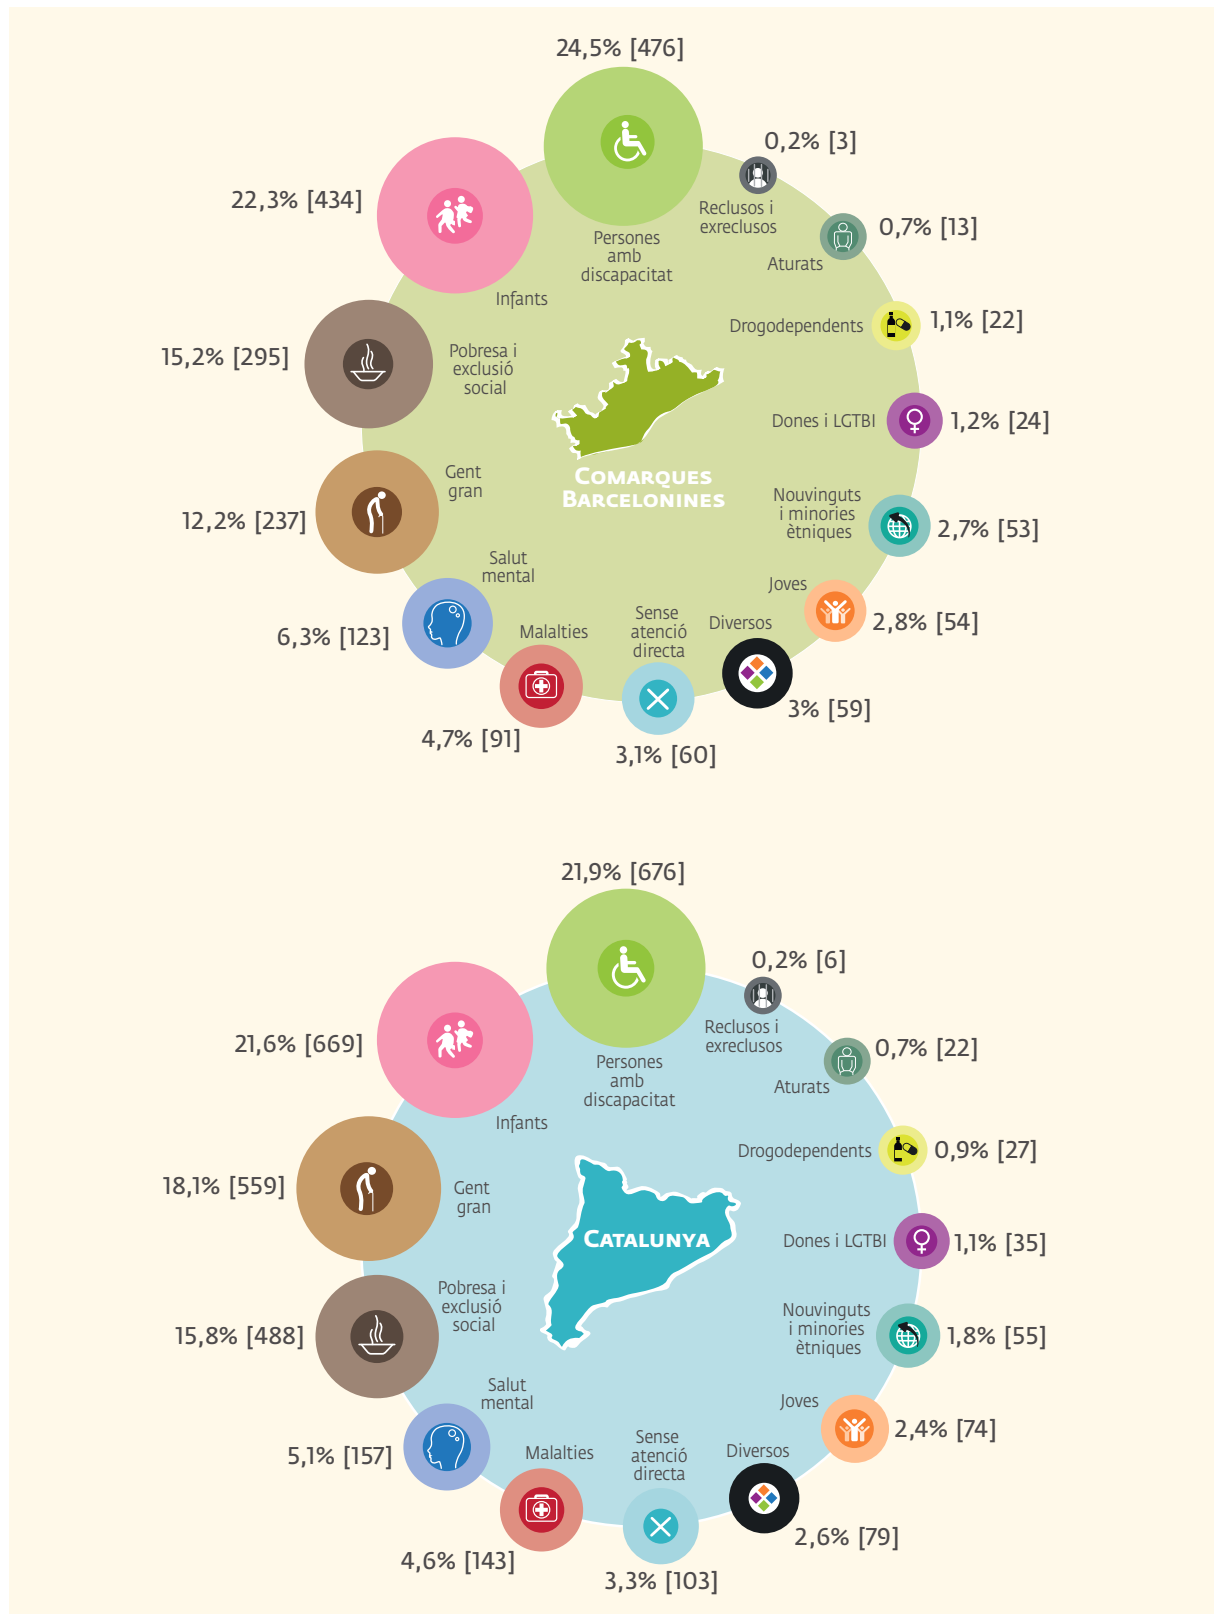 24,5% [476]
0,2% [3]
22,3% [434]
Reclusos i
exreclusos
0,7% [13]
Persones
amb
discapacitat
Aturats
Infants
Drogodependents
1,1% [22]
15,2% [295]
Pobresa i
exclusió
social
Dones i LGTBI
1,2% [24]
COMARQUES
BARCELONINES
Gent
gran
12,2% [237]
Nouvinguts
i minories
ètniques
2,7% [53]
Salut
mental
Joves
6,3% [123]
Malalties
Sense
atenció
directa
Diversos
2,8% [54]
4,7% [91]
3,1% [60]
3% [59]
21,9% [676]
0,2% [6]
21,6% [669]
Reclusos i
exreclusos
0,7% [22]
Persones
amb
discapacitat
Aturats
Infants
Drogodependents
0,9% [27]
18,1% [559]
Gent
gran
CATALUNYA
Dones i LGTBI
1,1% [35]
Pobresa i
exclusió
social
15,8% [488]
Nouvinguts
i minories
ètniques
1,8% [55]
Salut
mental
Joves
5,1% [157]
Malalties
Sense
atenció
directa
Diversos
2,4% [74]
4,6% [143]
3,3% [103]
2,6% [79]